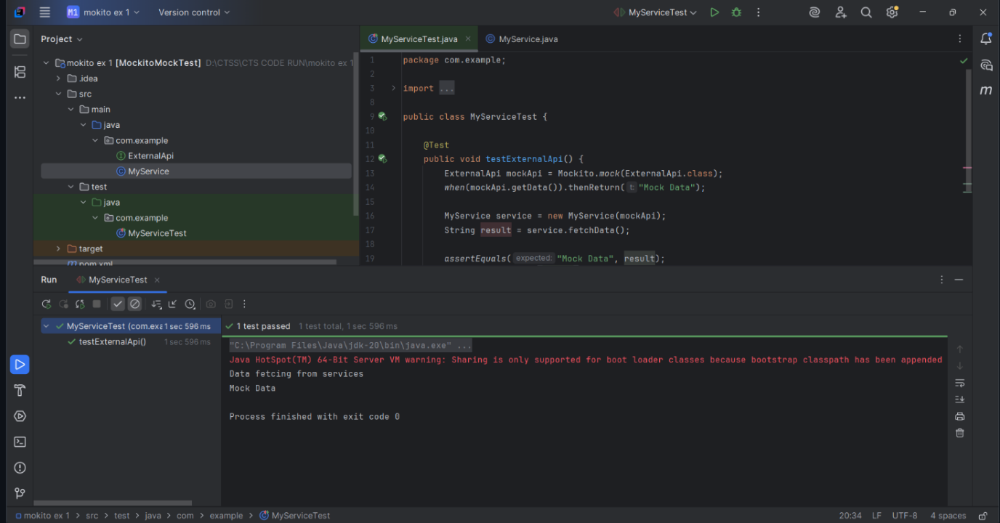 M1 mokito ex 1 Version control MyServiceTest
Project
mokito ex 1 [MockitoMockTest] D:\CTSS\CTS CODE RUN\mokito ex 1
.idea
src
main
java
com.example
ExternalApi
MyService
test
java
com.example
MyServiceTest
target
pom.xml
MyServiceTest.java MyService.java
1 package com.example;
2
3 import ...
8
9 public class MyServiceTest {
10
11 @Test
12 public void testExternalApi() {
13 ExternalApi mockApi = Mockito.mock(ExternalApi.class);
14 when(mockApi.getData()).thenReturn( t: "Mock Data");
15
16 MyService service = new MyService(mockApi);
17 String result = service.fetchData();
18
19 assertEquals( expected: "Mock Data", result);
Run MyServiceTest
MyServiceTest (com.exa 1 sec 596 ms
testExternalApi() 1 sec 596 ms
1 test passed 1 test total, 1 sec 596 ms
"C:\Program Files\Java\jdk-20\bin\java.exe" ...
Java HotSpot(TM) 64-Bit Server VM warning: Sharing is only supported for boot loader classes because bootstrap classpath has been appended
Data fetcing from services
Mock Data
Process finished with exit code 0
mokito ex 1 > src > test > java > com > example > MyServiceTest 20:34 LF UTF-8 4 spaces